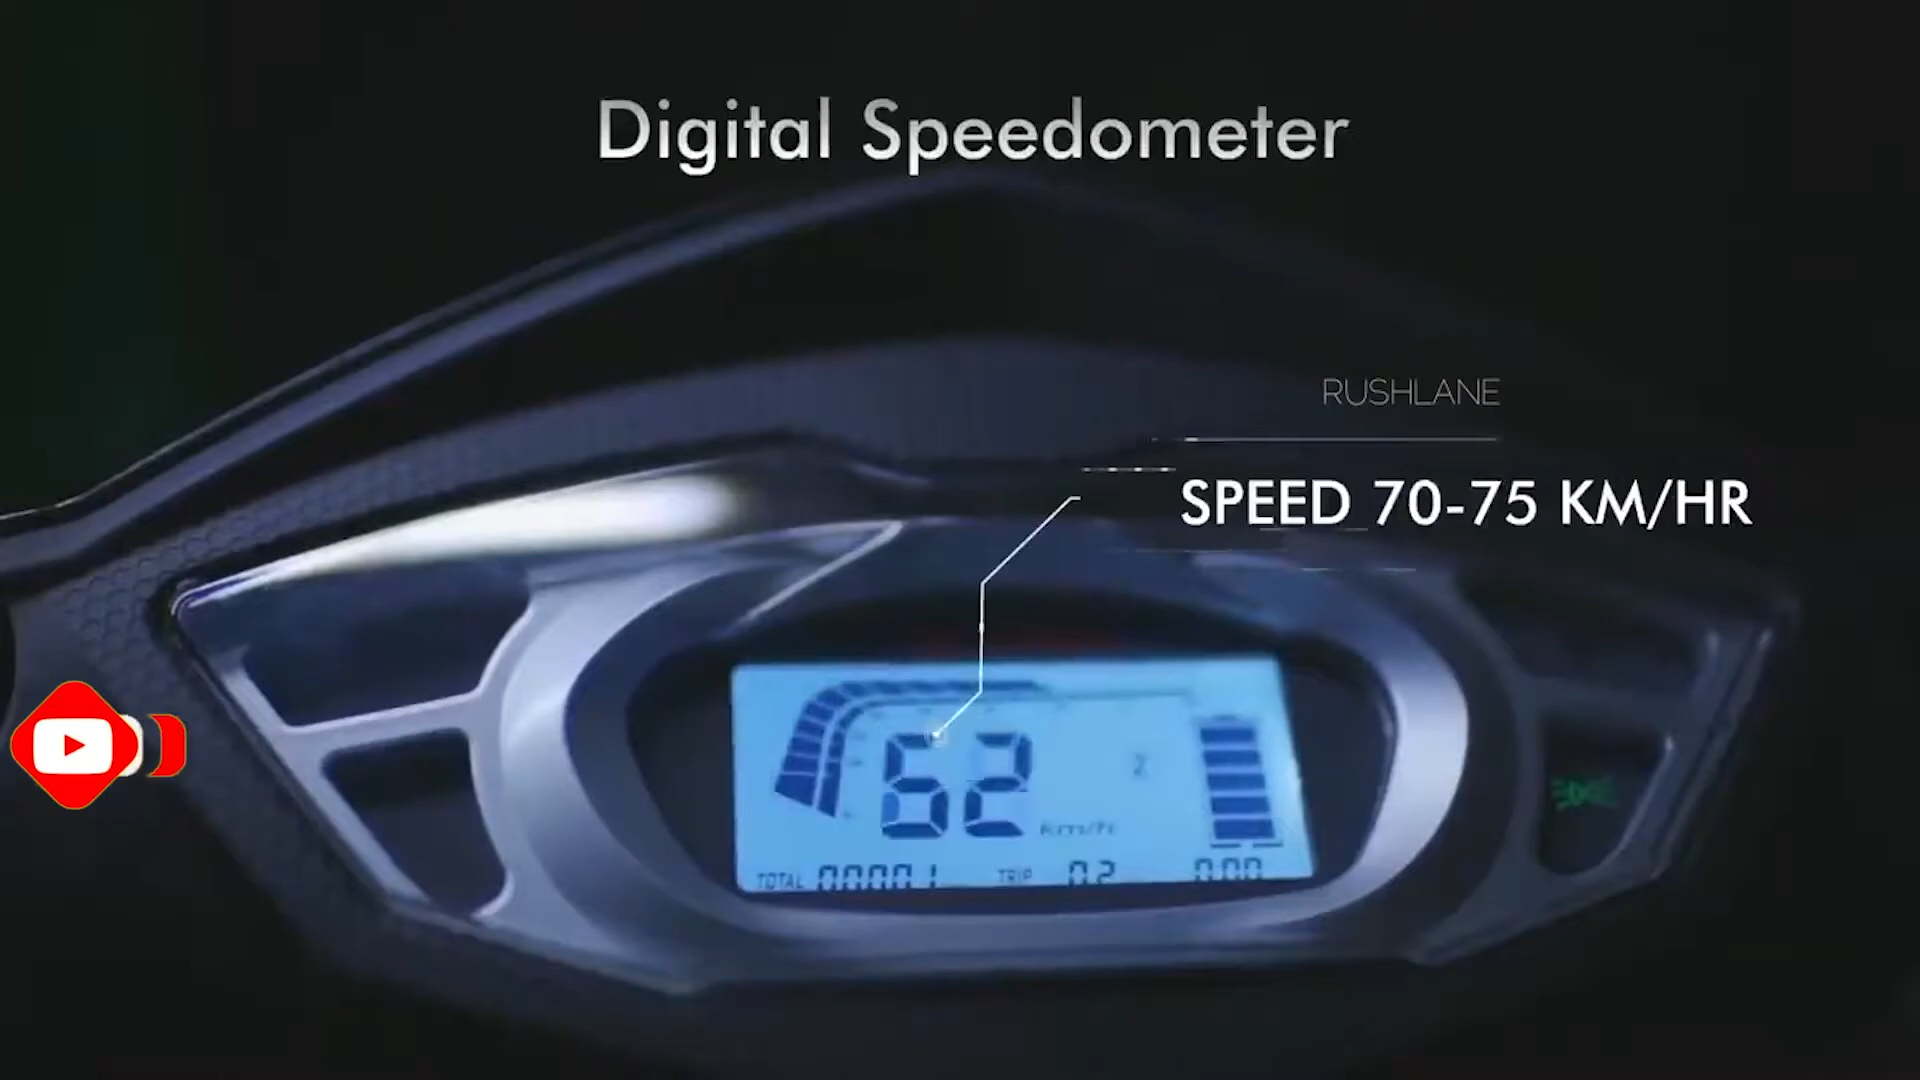 Digital Speedometer
RUSHLANE
SPEED 70-75 KM/HR
62
Km/h
TOTAL 00001 TRIP 0.2 0.00